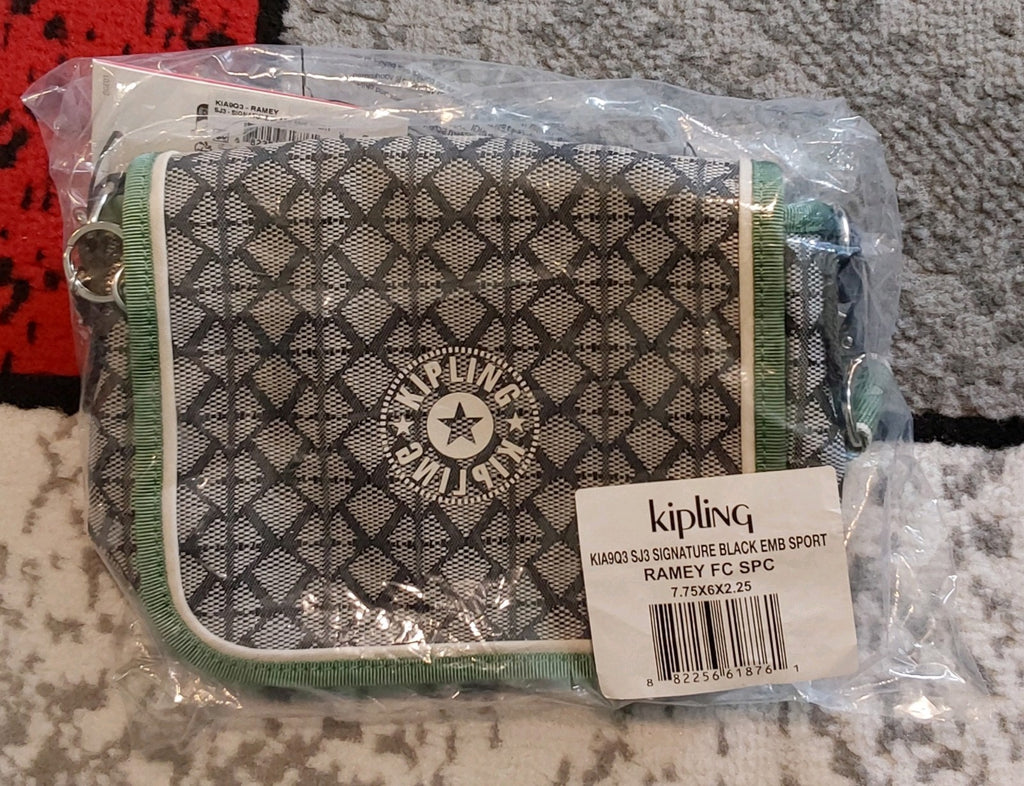 KIA9Q3 - RAMEY
KIPLING
KIPLING
kipling
KIA9Q3 SJ3 SIGNATURE BLACK EMB SPORT
RAMEY FC SPC
7.75X6X2.25
8 82256 61876 1